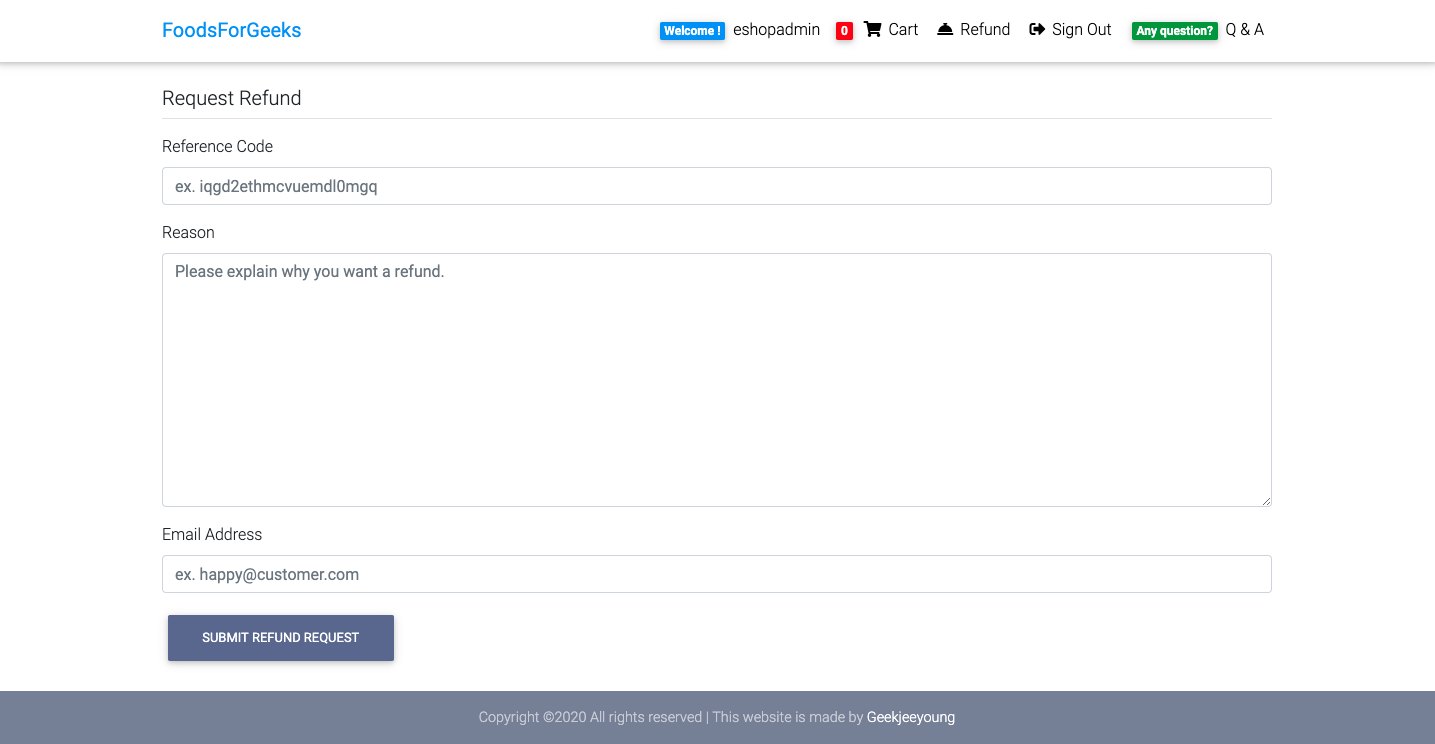 FoodsForGeeks Welcome ! eshopadmin 0 Cart Refund Sign Out Any question? Q & A
Request Refund
Reference Code
ex. iqgd2ethmcvuemdl0mgq
Reason
Please explain why you want a refund.
Email Address
ex. happy@customer.com
SUBMIT REFUND REQUEST
Copyright ©2020 All rights reserved | This website is made by Geekjeeyoung